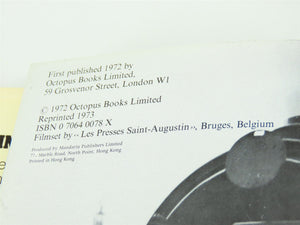 First published 1972 by
Octopus Books Limited,
59 Grosvenor Street, London W1
© 1972 Octopus Books Limited
Reprinted 1973
ISBN 0 7064 0078 X
Filmset by «Les Presses Saint-Augustin», Bruges, Belgium
Produced by Mandarin Publishers Limited
77, Marble Road, North Point, Hong Kong
Printed in Hong Kong
IN